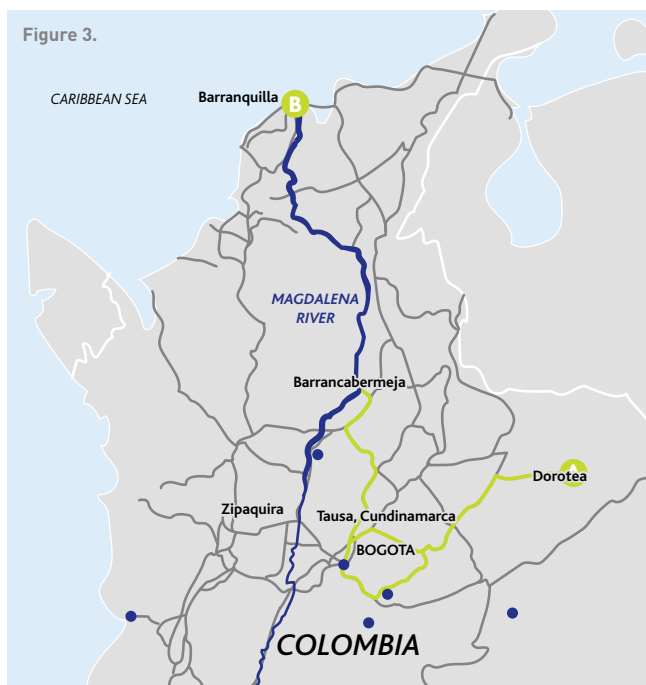 Figure 3.
CARIBBEAN SEA
Barranquilla
B
MAGDALENA
RIVER
Barrancabermeja
Dorotea
Zipaquira
Tausa, Cundinamarca
BOGOTA
COLOMBIA